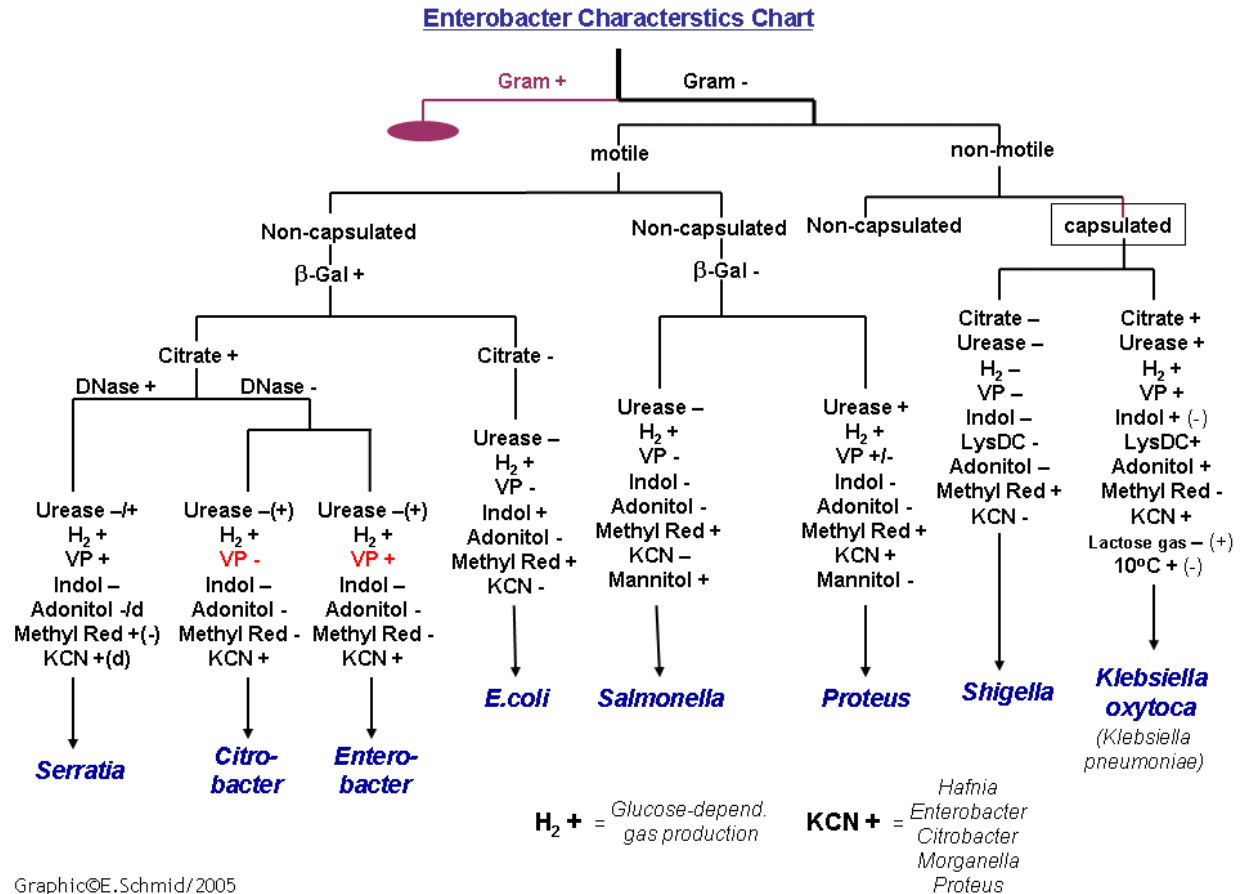 Enterobacter Characterstics Chart
Gram +
Gram -
motile
non-motile
Non-capsulated
β-Gal +
Non-capsulated
β-Gal -
Non-capsulated
capsulated
Citrate +
DNase +
DNase -
Citrate -
Urease –/+
H₂ +
VP +
Indol –
Adonitol -/d
Methyl Red +(-)
KCN +(d)
Serratia
Urease –(+)
H₂ +
VP -
Indol –
Adonitol -
Methyl Red -
KCN +
Citro-
bacter
Urease –(+)
H₂ +
VP +
Indol –
Adonitol -
Methyl Red -
KCN +
Entero-
bacter
Urease –
H₂ +
VP -
Indol +
Adonitol -
Methyl Red +
KCN -
E.coli
Urease –
H₂ +
VP -
Indol -
Adonitol -
Methyl Red +
KCN –
Mannitol +
Salmonella
Urease +
H₂ +
VP +/-
Indol -
Adonitol -
Methyl Red +
KCN +
Mannitol -
Proteus
Citrate –
Urease –
H₂ –
VP –
Indol –
LysDC -
Adonitol –
Methyl Red +
KCN -
Shigella
Citrate +
Urease +
H₂ +
VP +
Indol + (-)
LysDC+
Adonitol +
Methyl Red -
KCN +
Lactose gas – (+)
10ºC + (-)
Klebsiella
oxytoca
(Klebsiella
pneumoniae)
H₂ + = Glucose-depend.
gas production
KCN + =
Hafnia
Enterobacter
Citrobacter
Morganella
Proteus
Graphic©E.Schmid/2005